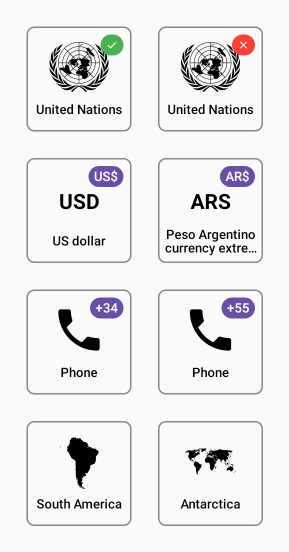 United Nations
United Nations
US$
USD
US dollar
AR$
ARS
Peso Argentino
currency extre...
+34
Phone
+55
Phone
South America
Antarctica